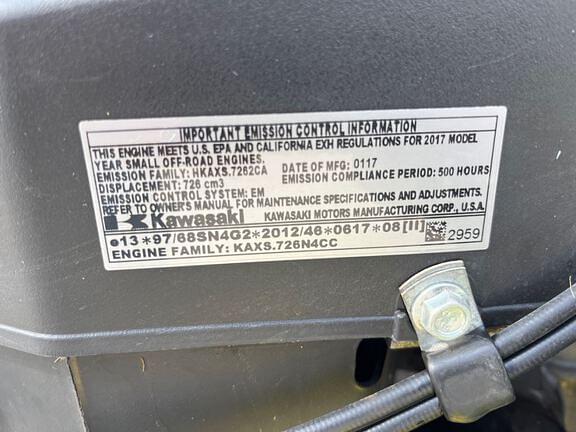 IMPORTANT EMISSION CONTROL INFORMATION
THIS ENGINE MEETS U.S. EPA AND CALIFORNIA EXH REGULATIONS FOR 2017 MODEL
YEAR SMALL OFF-ROAD ENGINES.
EMISSION FAMILY: HKAXS.7262CA DATE OF MFG: 0117
DISPLACEMENT: 726 cm3 EMISSION COMPLIANCE PERIOD: 500 HOURS
EMISSION CONTROL SYSTEM: EM
REFER TO OWNER'S MANUAL FOR MAINTENANCE SPECIFICATIONS AND ADJUSTMENTS.
Kawasaki KAWASAKI MOTORS MANUFACTURING CORP., U.S.A.
e13*97/68SN4G2*2012/46*0617*08[II] 2959
ENGINE FAMILY: KAXS.726N4CC